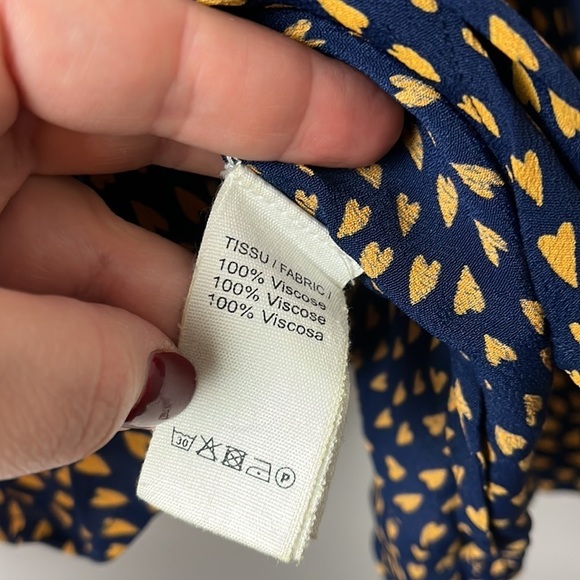 TISSU / FABRIC /
100% Viscose
100% Viscose
100% Viscosa
30 P